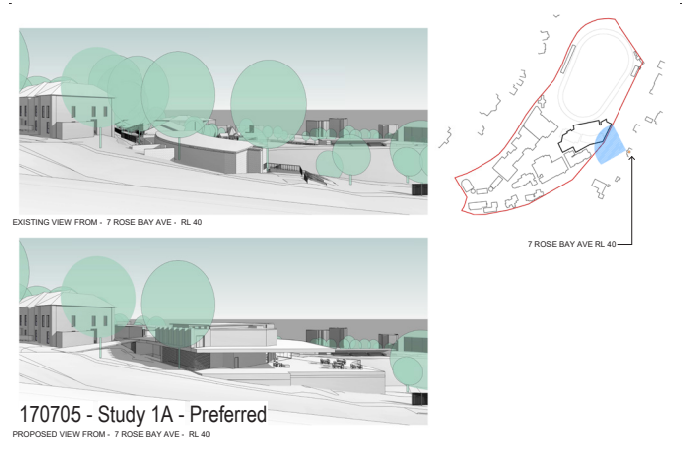 EXISTING VIEW FROM - 7 ROSE BAY AVE - RL 40
7 ROSE BAY AVE RL 40
170705 - Study 1A - Preferred
PROPOSED VIEW FROM - 7 ROSE BAY AVE - RL 40